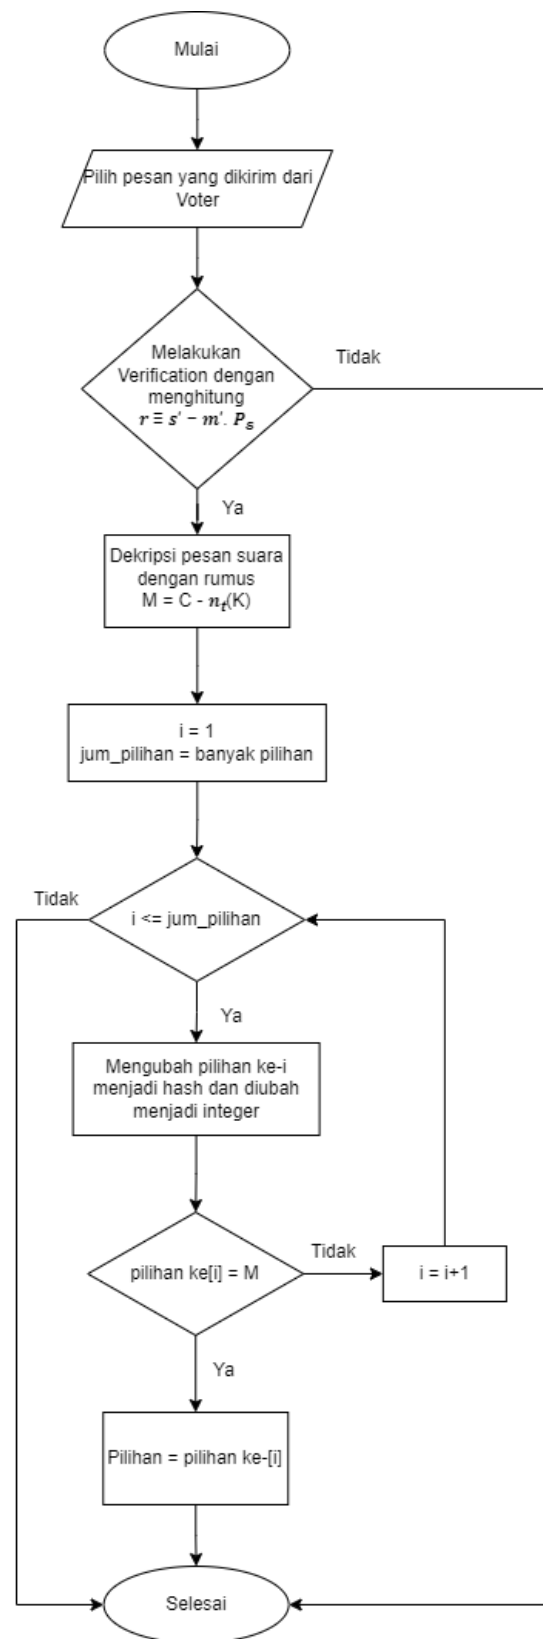 Mulai
Pilih pesan yang dikirim dari
Voter
Melakukan
Verification dengan
menghitung
r ≡ s' − m'. Pₛ
Tidak
Ya
Dekripsi pesan suara
dengan rumus
M = C - nₜ(K)
i = 1
jum_pilihan = banyak pilihan
Tidak
i <= jum_pilihan
Ya
Mengubah pilihan ke-i
menjadi hash dan diubah
menjadi integer
pilihan ke[i] = M
Tidak
i = i+1
Ya
Pilihan = pilihan ke-[i]
Selesai